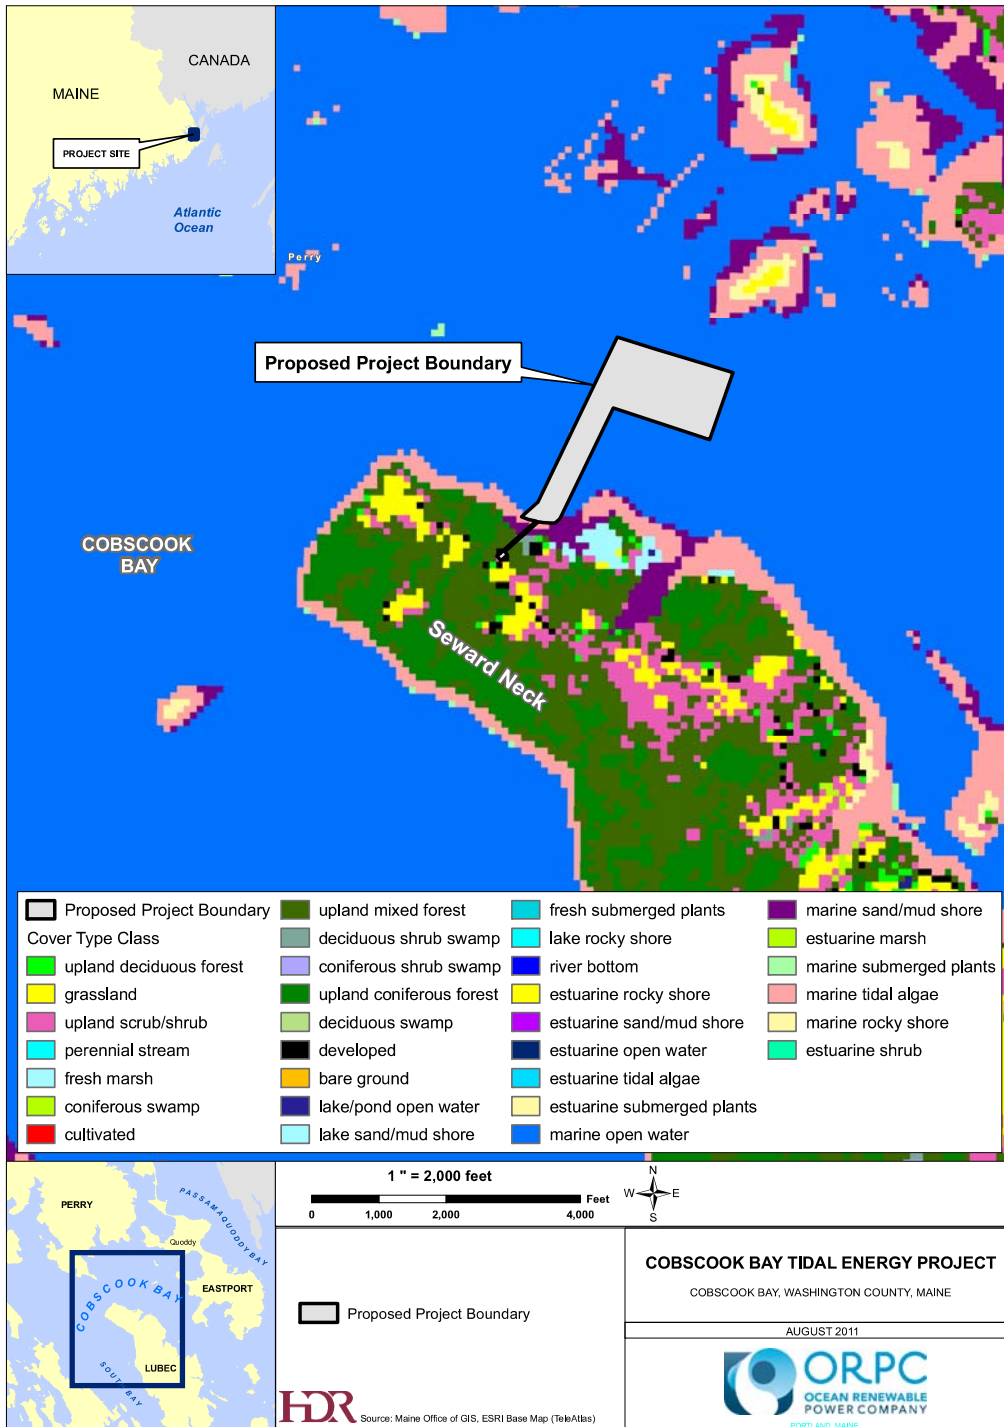 CANADA
MAINE
PROJECT SITE
Atlantic
Ocean
Perry
Proposed Project Boundary
COBSCOOK
BAY
Seward Neck
Proposed Project Boundary
Cover Type Class
upland deciduous forest
grassland
upland scrub/shrub
perennial stream
fresh marsh
coniferous swamp
cultivated
upland mixed forest
deciduous shrub swamp
coniferous shrub swamp
upland coniferous forest
deciduous swamp
developed
bare ground
lake/pond open water
lake sand/mud shore
fresh submerged plants
lake rocky shore
river bottom
estuarine rocky shore
estuarine sand/mud shore
estuarine open water
estuarine tidal algae
estuarine submerged plants
marine open water
marine sand/mud shore
estuarine marsh
marine submerged plants
marine tidal algae
marine rocky shore
estuarine shrub
PERRY
PASSAMAQUODDY BAY
Quoddy
COBSCOOK BAY
EASTPORT
LUBEC
SOUTH BAY
1 " = 2,000 feet
Feet
0 1,000 2,000 4,000
N
W E
S
Proposed Project Boundary
HDR
Source: Maine Office of GIS, ESRI Base Map (TeleAtlas)
COBSCOOK BAY TIDAL ENERGY PROJECT
COBSCOOK BAY, WASHINGTON COUNTY, MAINE
AUGUST 2011
ORPC
OCEAN RENEWABLE
POWER COMPANY
PORTLAND, MAINE